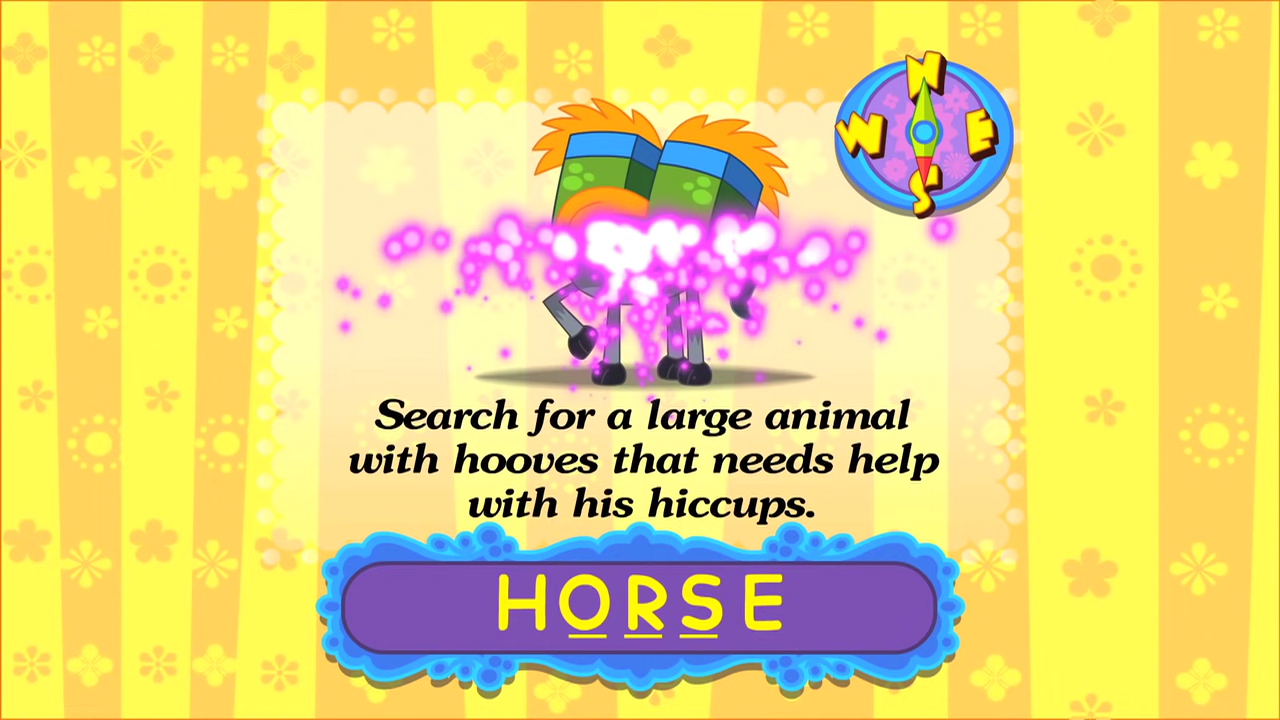 N
W E
S
Search for a large animal
with hooves that needs help
with his hiccups.
HORSE